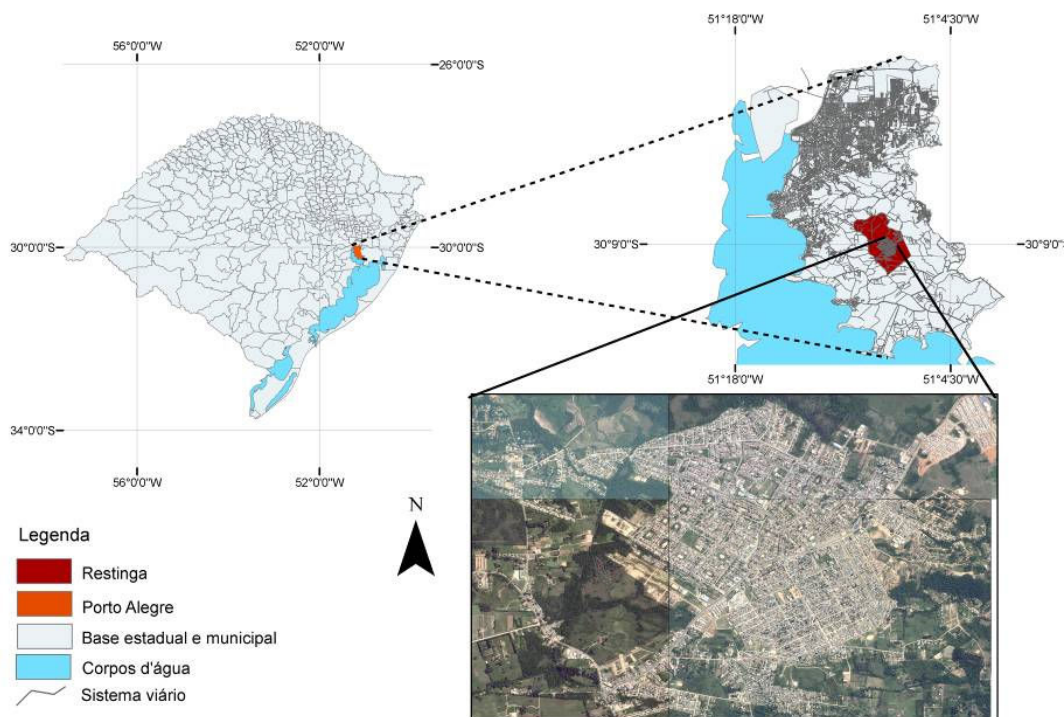 56°0'0"W
52°0'0"W
26°0'0"S
30°0'0"S
30°0'0"S
34°0'0"S
56°0'0"W
52°0'0"W
51°18'0"W
51°4'30"W
30°9'0"S
30°9'0"S
51°18'0"W
51°4'30"W
N
Legenda
Restinga
Porto Alegre
Base estadual e municipal
Corpos d'água
Sistema viário